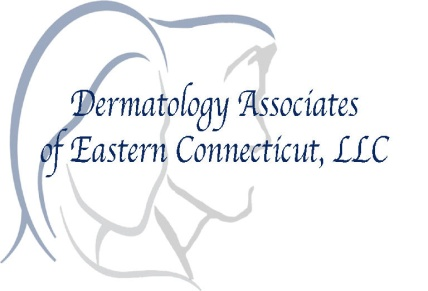 Dermatology Associates
of Eastern Connecticut, LLC